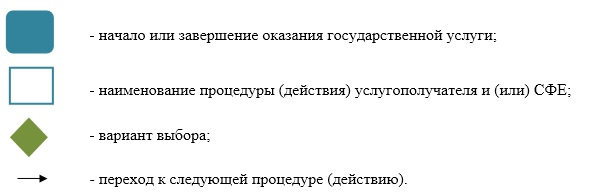 - начало или завершение оказания государственной услуги;
- наименование процедуры (действия) услугополучателя и (или) СФЕ;
- вариант выбора;
- переход к следующей процедуре (действию).